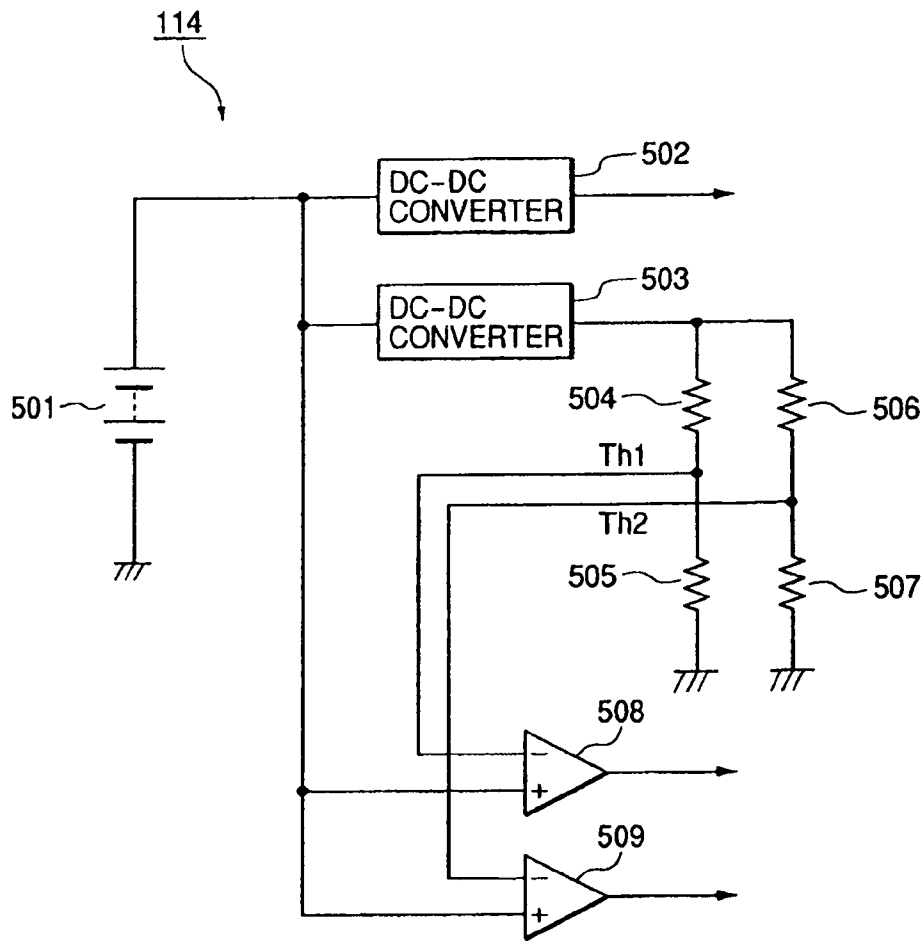 114
DC-DC
CONVERTER
502
DC-DC
CONVERTER
503
501
504
506
Th1
Th2
505
507
508
−
+
509
−
+